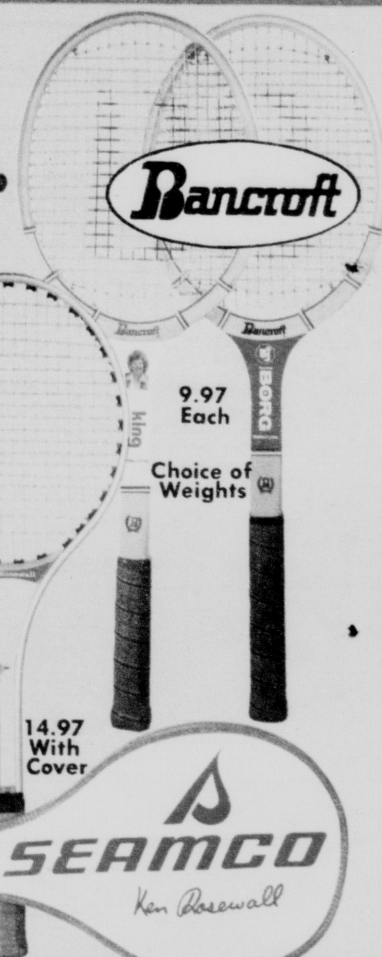 Bancroft
Bancroft
Bancroft
king
BORG
9.97
Each
Choice of
Weights
14.97
With
Cover
SEAMCO
Ken Rosewall